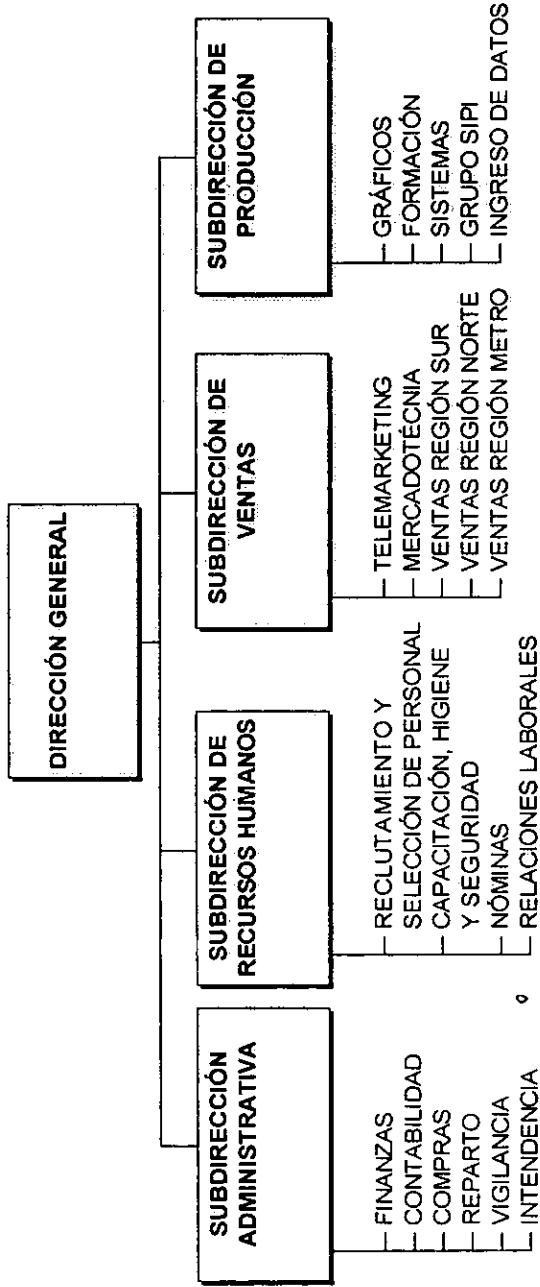 DIRECCIÓN GENERAL
SUBDIRECCIÓN
ADMINISTRATIVA
FINANZAS
CONTABILIDAD
COMPRAS
REPARTO
VIGILANCIA
INTENDENCIA
SUBDIRECCIÓN DE
RECURSOS HUMANOS
RECLUTAMIENTO Y
SELECCIÓN DE PERSONAL
CAPACITACIÓN, HIGIENE
Y SEGURIDAD
NÓMINAS
RELACIONES LABORALES
SUBDIRECCIÓN DE
VENTAS
TELEMARKETING
MERCADOTÉCNIA
VENTAS REGIÓN SUR
VENTAS REGIÓN NORTE
VENTAS REGIÓN METRO
SUBDIRECCIÓN DE
PRODUCCIÓN
GRÁFICOS
FORMACIÓN
SISTEMAS
GRUPO SIPI
INGRESO DE DATOS